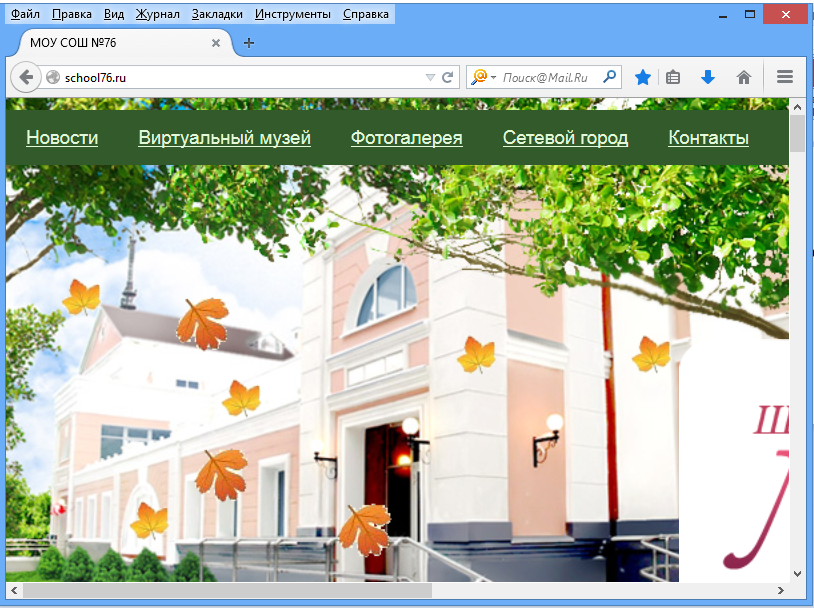 Файл Правка Вид Журнал Закладки Инструменты Справка
МОУ СОШ №76
school76.ru
Поиск@Mail.Ru
Новости Виртуальный музей Фотогалерея Сетевой город Контакты